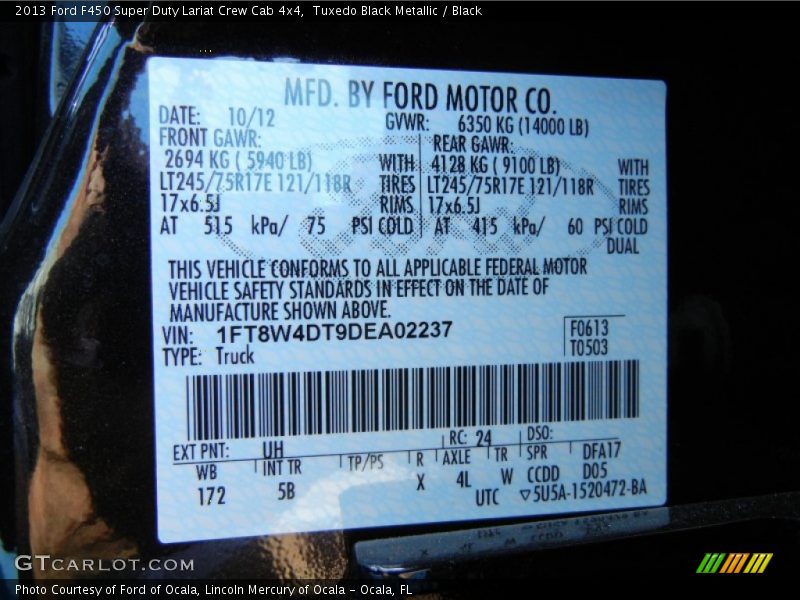 2013 Ford F450 Super Duty Lariat Crew Cab 4x4,  Tuxedo Black Metallic / Black
MFD. BY FORD MOTOR CO.
DATE: 10/12 GVWR: 6350 KG (14000 LB)
FRONT GAWR: REAR GAWR:
2694 KG ( 5940 LB) WITH 4128 KG ( 9100 LB) WITH
LT245/75R17E 121/118R TIRES LT245/75R17E 121/118R TIRES
17x6.5J RIMS 17x6.5J RIMS
AT 515 kPa/ 75 PSI COLD AT 415 kPa/ 60 PSI COLD
DUAL
THIS VEHICLE CONFORMS TO ALL APPLICABLE FEDERAL MOTOR
VEHICLE SAFETY STANDARDS IN EFFECT ON THE DATE OF
MANUFACTURE SHOWN ABOVE.
VIN: 1FT8W4DT9DEA02237 F0613
TYPE: Truck T0503
EXT PNT: UH RC: 24 DSO:
WB INT TR TP/PS R AXLE TR SPR DFA17
172 5B X 4L W CCDD D05
UTC ▽5U5A-1520472-BA
GTcarlot.com
Photo Courtesy of Ford of Ocala, Lincoln Mercury of Ocala - Ocala, FL